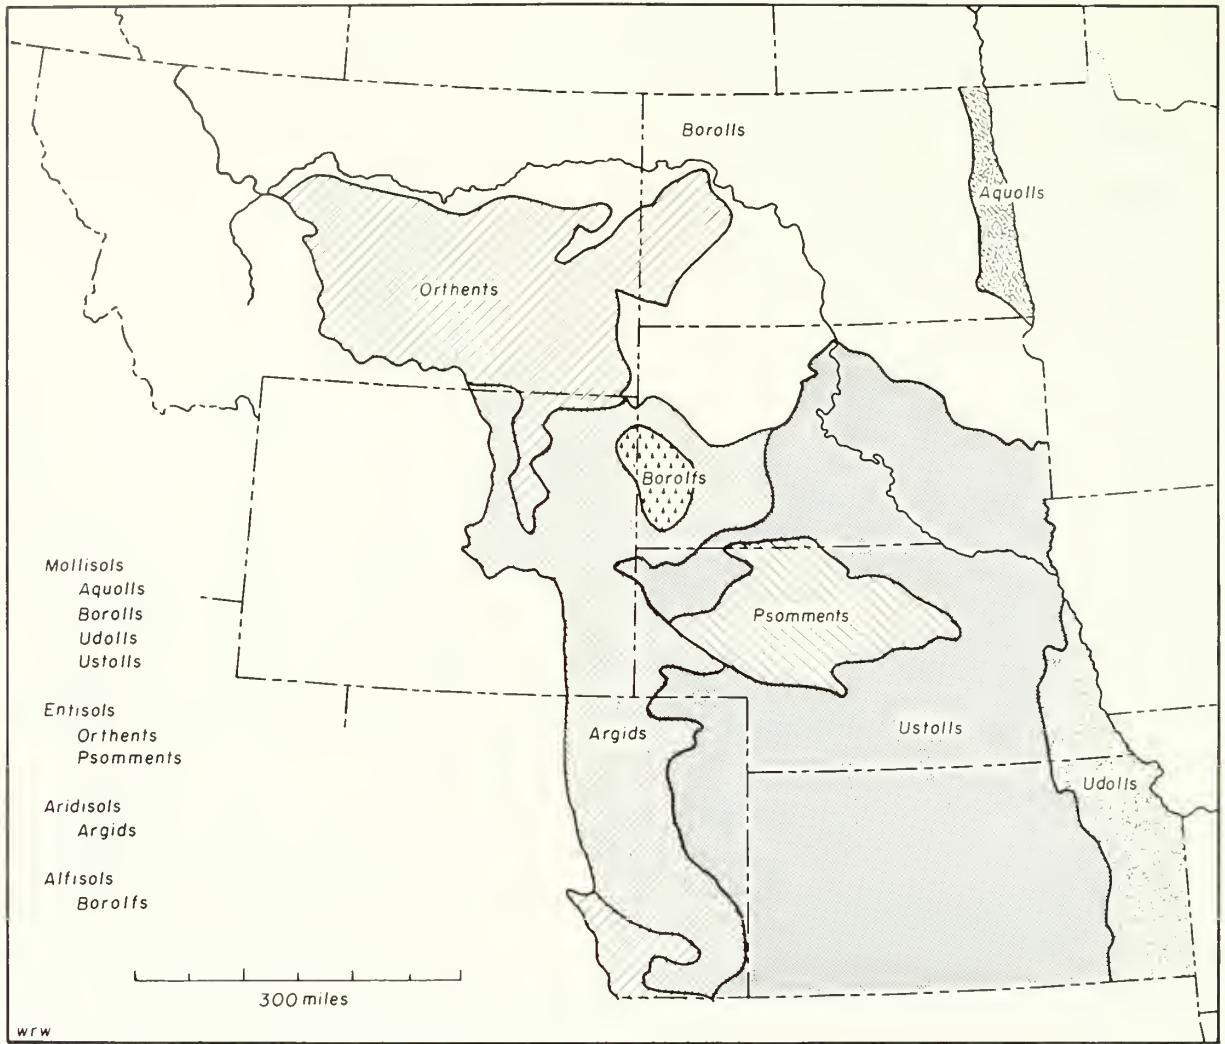 Borolls
Aquolls
Orthents
Borolfs
Psomments
Argids
Ustolls
Udolls
Mollisols
Aquolls
Borolls
Udolls
Ustolls
Entisols
Orthents
Psomments
Aridisols
Argids
Alfisols
Borolfs
300 miles
wrw